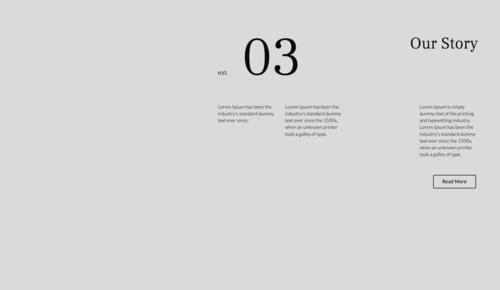 Our Story
est. 03
Lorem Ipsum has been the
industry's standard dummy
text ever since.
Lorem Ipsum has been the
industry's standard dummy
text ever since the 1500s,
when an unknown printer
took a galley of type.
Lorem Ipsum is simply
dummy text of the printing
and typesetting industry.
Lorem Ipsum has been the
industry's standard dummy
text ever since the 1500s,
when an unknown printer
took a galley of type.
Read More